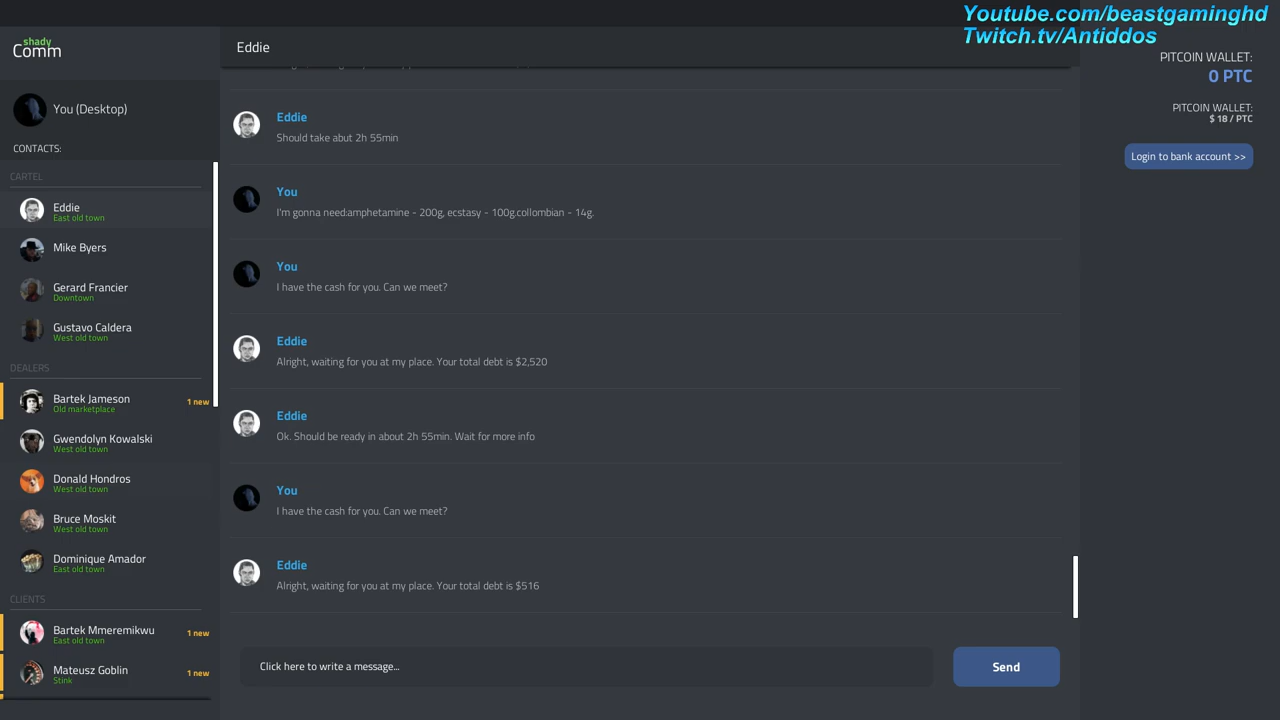 Youtube.com/beastgaminghd
Twitch.tv/Antiddos
shady
Comm
Eddie
PITCOIN WALLET:
0 PTC
PITCOIN WALLET:
$ 18 / PTC
Login to bank account >>
You (Desktop)
CONTACTS:
CARTEL
Eddie
East old town
Mike Byers
Gerard Francier
Downtown
Gustavo Caldera
West old town
DEALERS
Bartek Jameson
1 new
Old marketplace
Gwendolyn Kowalski
West old town
Donald Hondros
West old town
Bruce Moskit
West old town
Dominique Amador
East old town
CLIENTS
Bartek Mmeremikwu
1 new
East old town
Mateusz Goblin
1 new
Stink
Eddie
Should take abut 2h 55min
You
I'm gonna need:amphetamine - 200g, ecstasy - 100g.collombian - 14g.
You
I have the cash for you. Can we meet?
Eddie
Alright, waiting for you at my place. Your total debt is $2,520
Eddie
Ok. Should be ready in about 2h 55min. Wait for more info
You
I have the cash for you. Can we meet?
Eddie
Alright, waiting for you at my place. Your total debt is $516
Click here to write a message...
Send